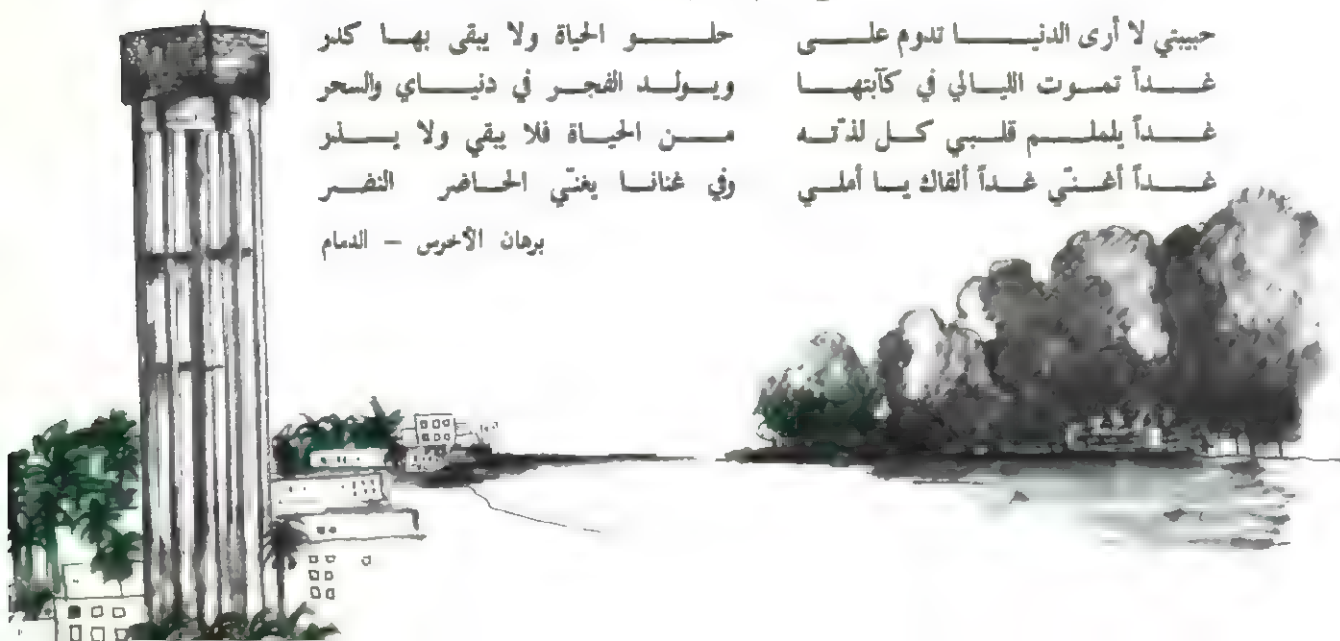 حبيبتي لا أرى الدنيا تدوم على حلو الحياة ولا يبقى بها كدر
غداً تموت الليالي في كآبتها ويولد الفجر في دنياي والسحر
غداً يلملم قلبي كل لذته من الحياة فلا يبقي ولا يذر
غداً أغنّي غداً ألقاك يا أملي وفي غنانا يغنّي الحاضر النضر
برهان الأخرس – الدمام